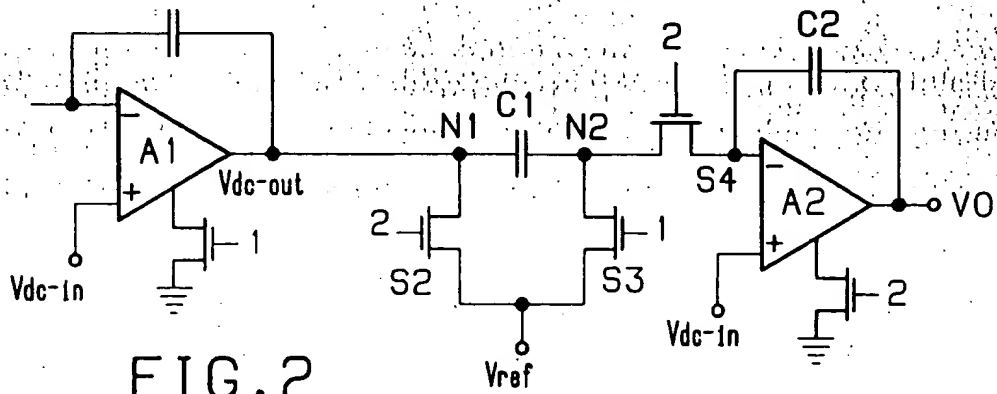 C2
2
C1
N1
N2
A1
−
+
Vdc-out
S4
−
A2
+
VO
2
1
1
S2
S3
2
Vdc-in
Vdc-in
Vref
FIG.2